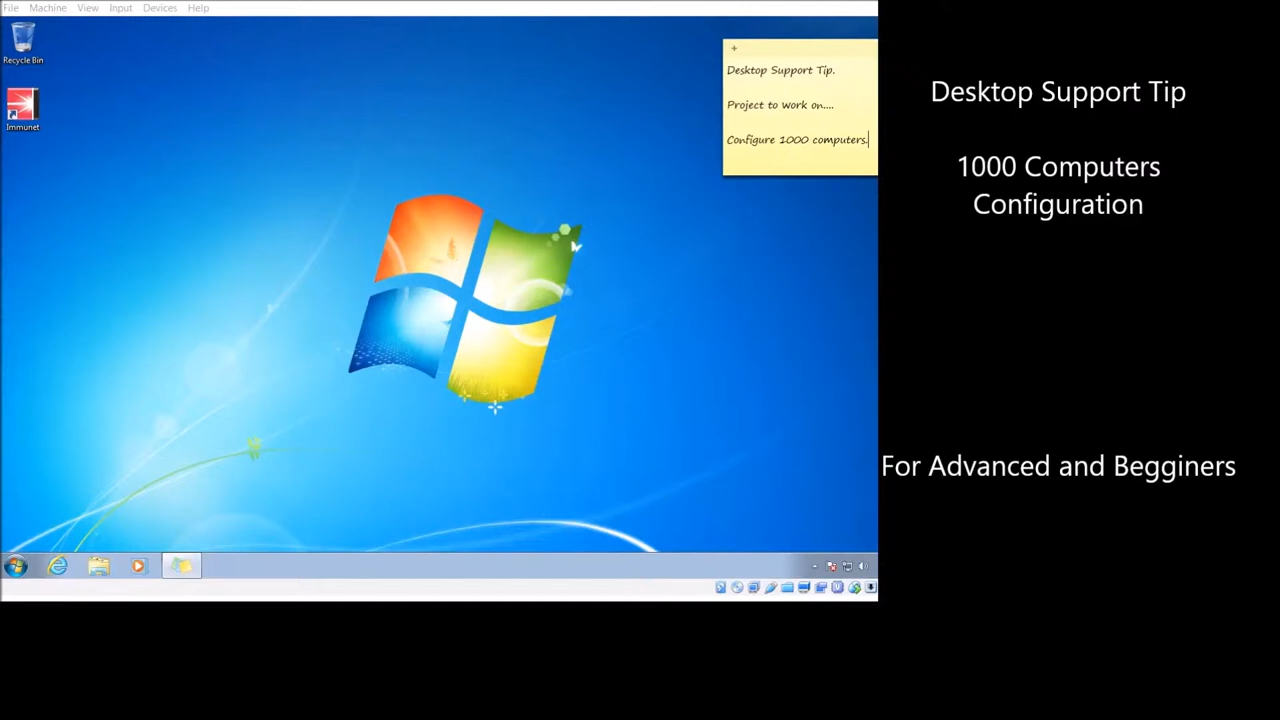 File Machine View Input Devices Help
Recycle Bin
Immunet
+
Desktop Support Tip.
Project to work on....
Configure 1000 computers.
Desktop Support Tip
1000 Computers
Configuration
For Advanced and Begginers